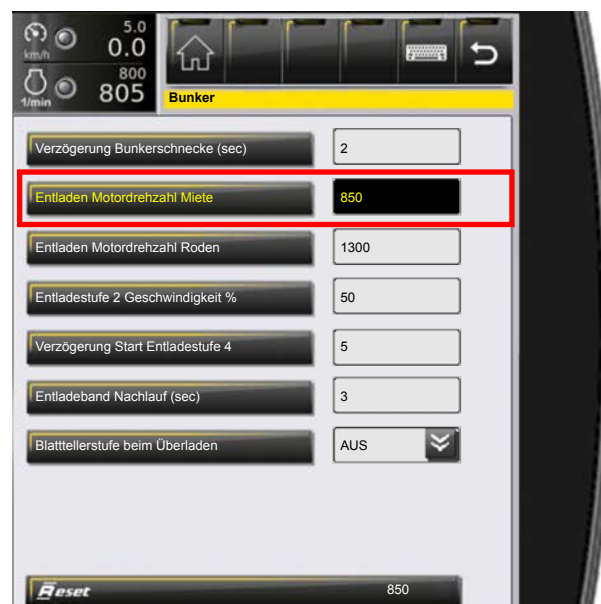 5.0
km/h 0.0
800
1/min 805
Bunker
Verzögerung Bunkerschnecke (sec) 2
Entladen Motordrehzahl Miete 850
Entladen Motordrehzahl Roden 1300
Entladestufe 2 Geschwindigkeit % 50
Verzögerung Start Entladestufe 4 5
Entladeband Nachlauf (sec) 3
Blatttellerstufe beim Überladen AUS
Reset 850